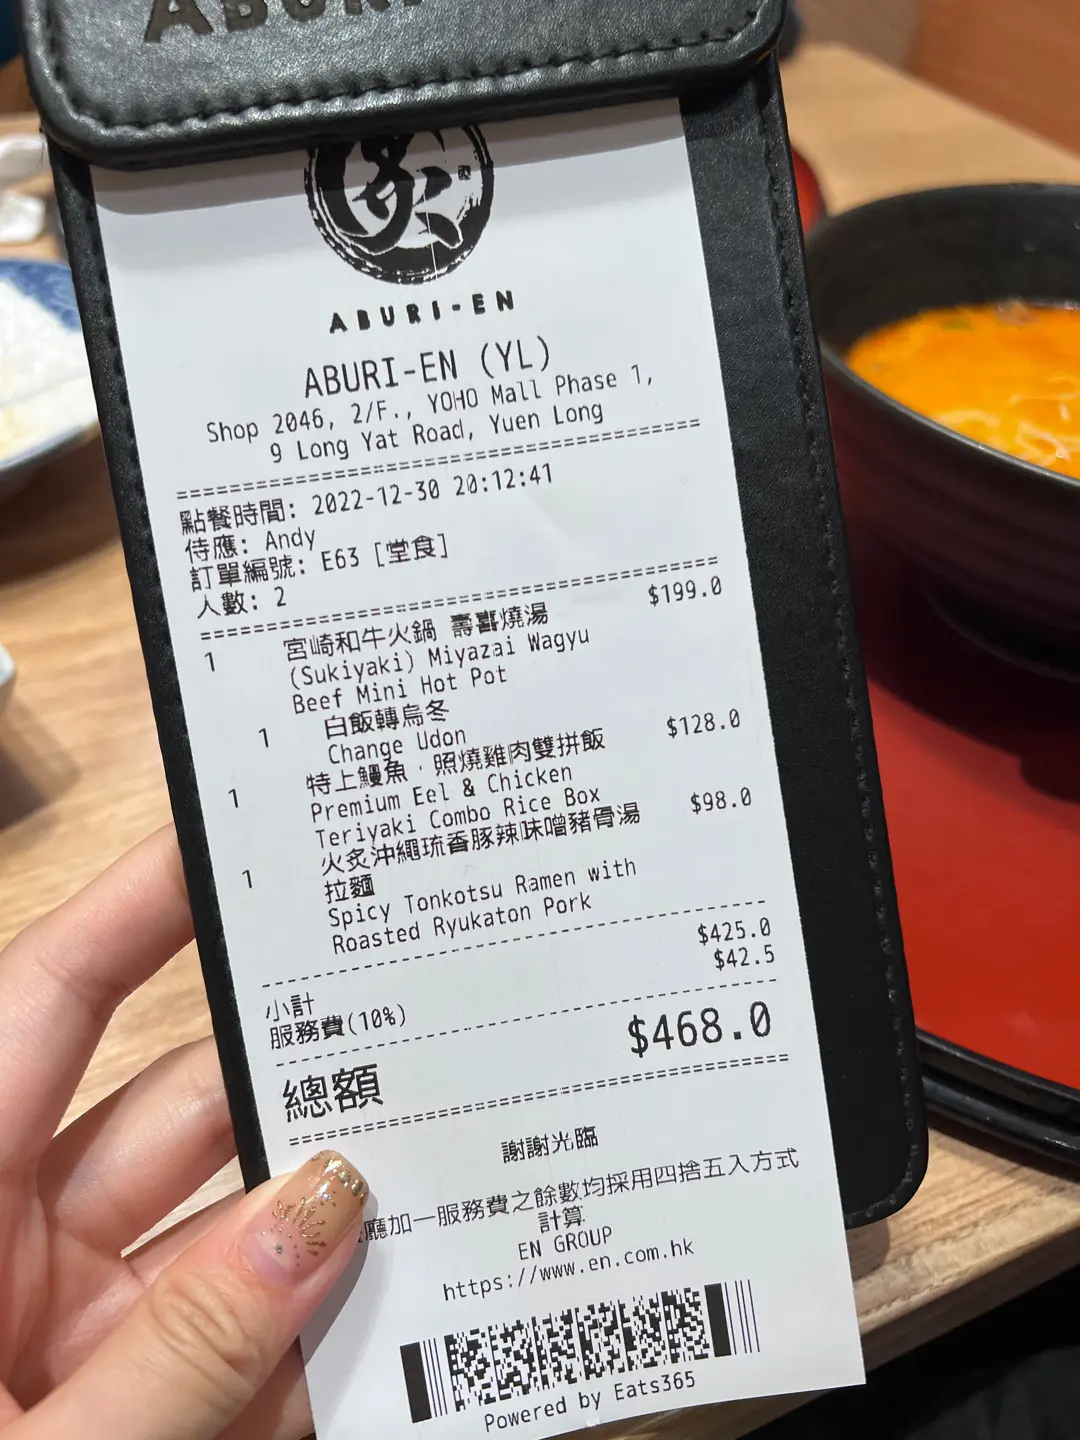 炙
ABURI-EN
ABURI-EN (YL)
Shop 2046, 2/F., YOHO Mall Phase 1,
9 Long Yat Road, Yuen Long
點餐時間: 2022-12-30 20:12:41
侍應: Andy
訂單編號: E63 [堂食]
人數: 2
1 宮崎和牛火鍋 壽喜燒湯 $199.0
(Sukiyaki) Miyazai Wagyu
Beef Mini Hot Pot
1 白飯轉烏冬
Change Udon
1 特上鰻魚．照燒雞肉雙拼飯 $128.0
Premium Eel & Chicken
Teriyaki Combo Rice Box
1 火炙沖繩琉香豚辣味噌豬骨湯 $98.0
拉麵
Spicy Tonkotsu Ramen with
Roasted Ryukaton Pork
小計 $425.0
服務費(10%) $42.5
總額 $468.0
謝謝光臨
廳加一服務費之餘數均採用四捨五入方式
計算
EN GROUP
https://www.en.com.hk
Powered by Eats365